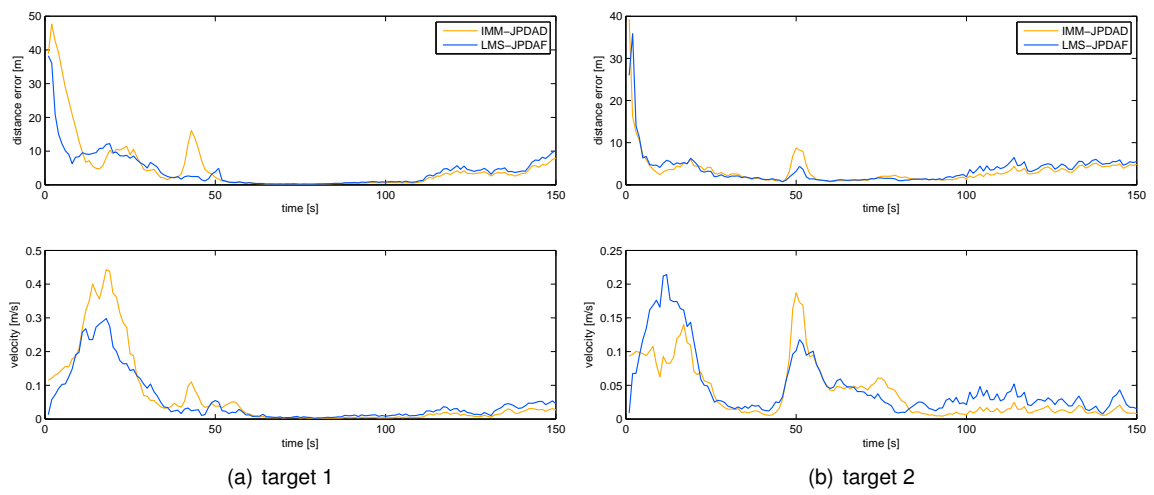 50
40
30
20
10
0
distance error [m]
IMM-JPDAD
LMS-JPDAF
0
50
100
150
time [s]
40
30
20
10
0
distance error [m]
IMM-JPDAD
LMS-JPDAF
0
50
100
150
time [s]
0.5
0.4
0.3
0.2
0.1
0
velocity [m/s]
0
50
100
150
time [s]
0.25
0.2
0.15
0.1
0.05
0
velocity [m/s]
0
50
100
150
time [s]
(a) target 1
(b) target 2